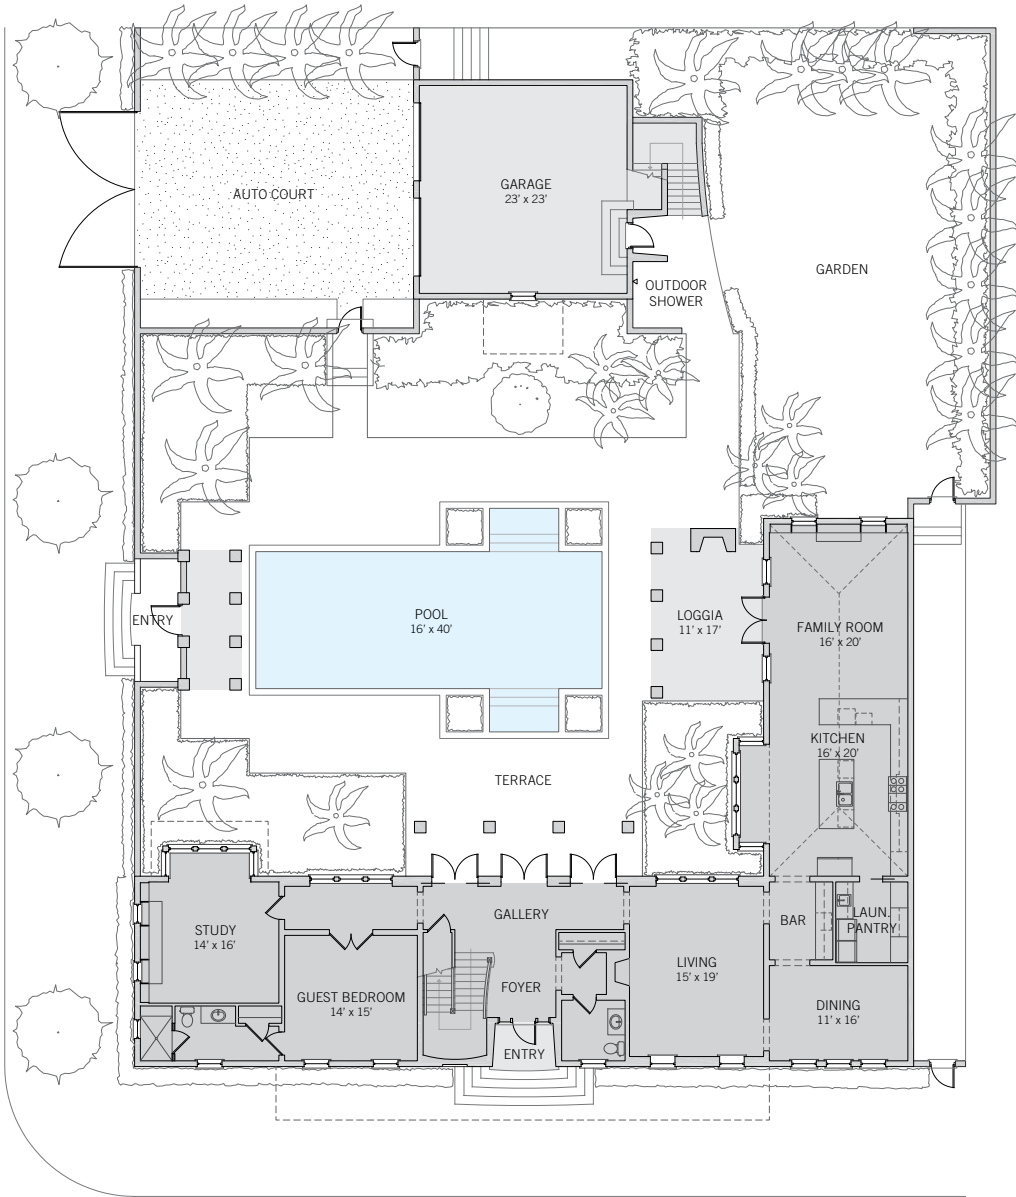 AUTO COURT
GARAGE
23' x 23'
GARDEN
OUTDOOR
SHOWER
ENTRY
POOL
16' x 40'
LOGGIA
11' x 17'
FAMILY ROOM
16' x 20'
KITCHEN
16' x 20'
TERRACE
STUDY
14' x 16'
GALLERY
BAR
LAUN.
PANTRY
GUEST BEDROOM
14' x 15'
FOYER
LIVING
15' x 19'
DINING
11' x 16'
ENTRY